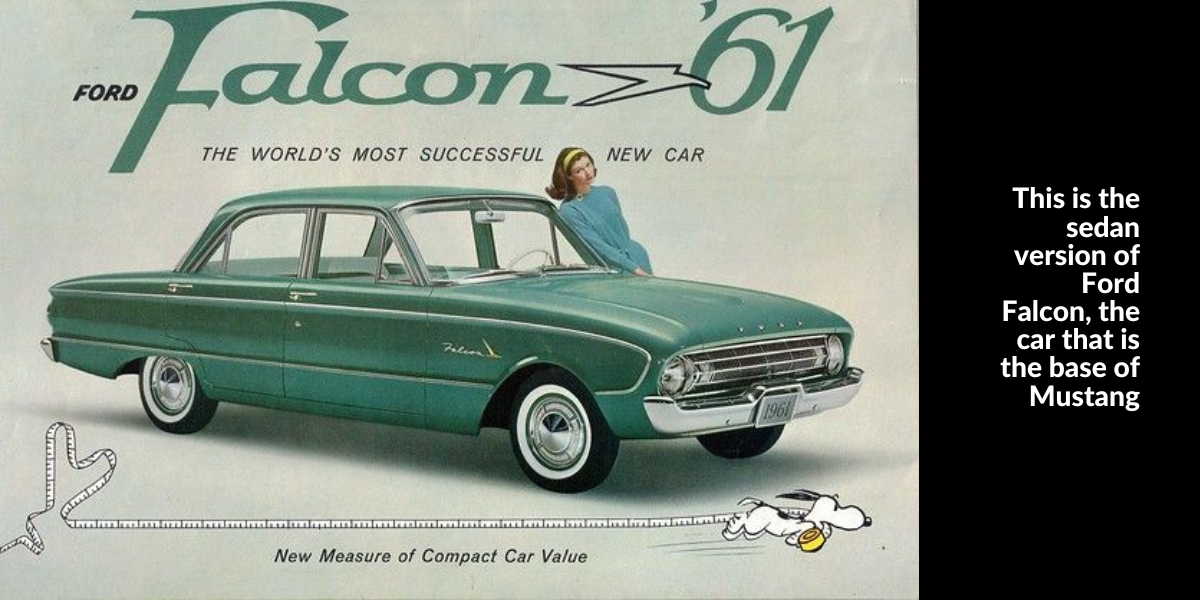 FORD Falcon '61
THE WORLD'S MOST SUCCESSFUL NEW CAR
Falcon
FORD
1961
New Measure of Compact Car Value
This is the
sedan
version of
Ford
Falcon, the
car that is
the base of
Mustang